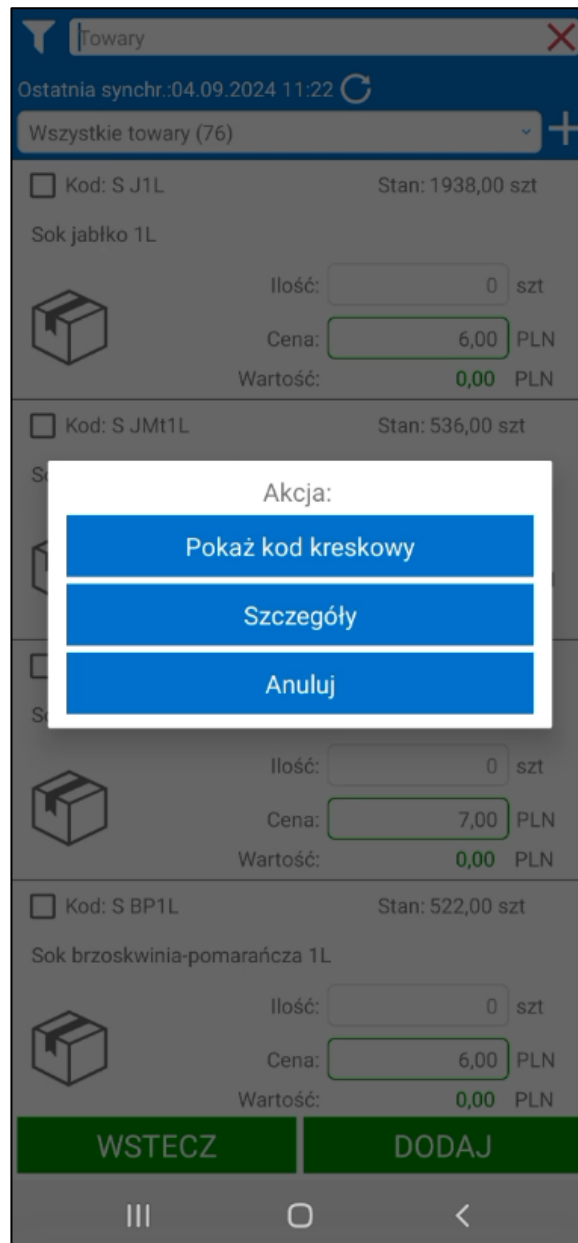 Towary
Ostatnia synchr.:04.09.2024 11:22
Wszystkie towary (76)
Kod: S J1L Stan: 1938,00 szt
Sok jabłko 1L
Ilość: 0 szt
Cena: 6,00 PLN
Wartość: 0,00 PLN
Kod: S JMt1L Stan: 536,00 szt
Akcja:
Pokaż kod kreskowy
Szczegóły
Anuluj
Ilość: 0 szt
Cena: 7,00 PLN
Wartość: 0,00 PLN
Kod: S BP1L Stan: 522,00 szt
Sok brzoskwinia-pomarańcza 1L
Ilość: 0 szt
Cena: 6,00 PLN
Wartość: 0,00 PLN
WSTECZ DODAJ